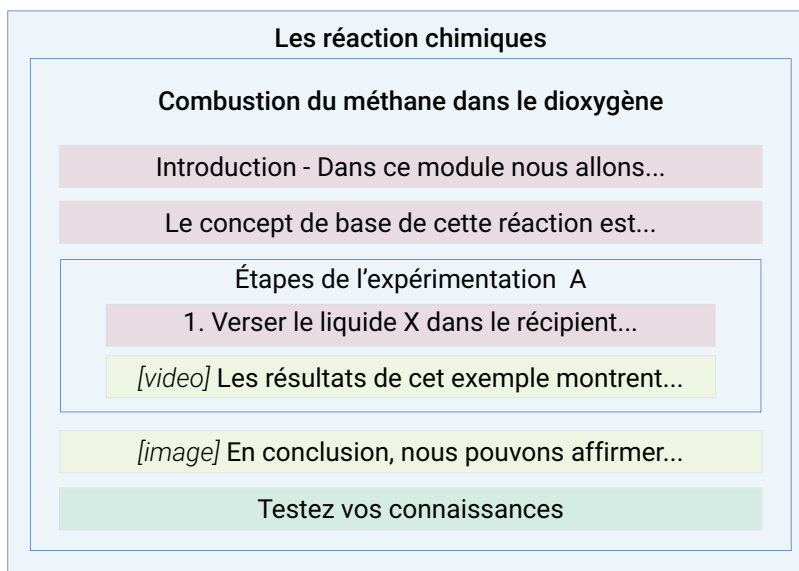 Les réaction chimiques
Combustion du méthane dans le dioxygène
Introduction - Dans ce module nous allons...
Le concept de base de cette réaction est...
Étapes de l’expérimentation  A
1. Verser le liquide X dans le récipient...
[video] Les résultats de cet exemple montrent...
[image] En conclusion, nous pouvons affirmer...
Testez vos connaissances